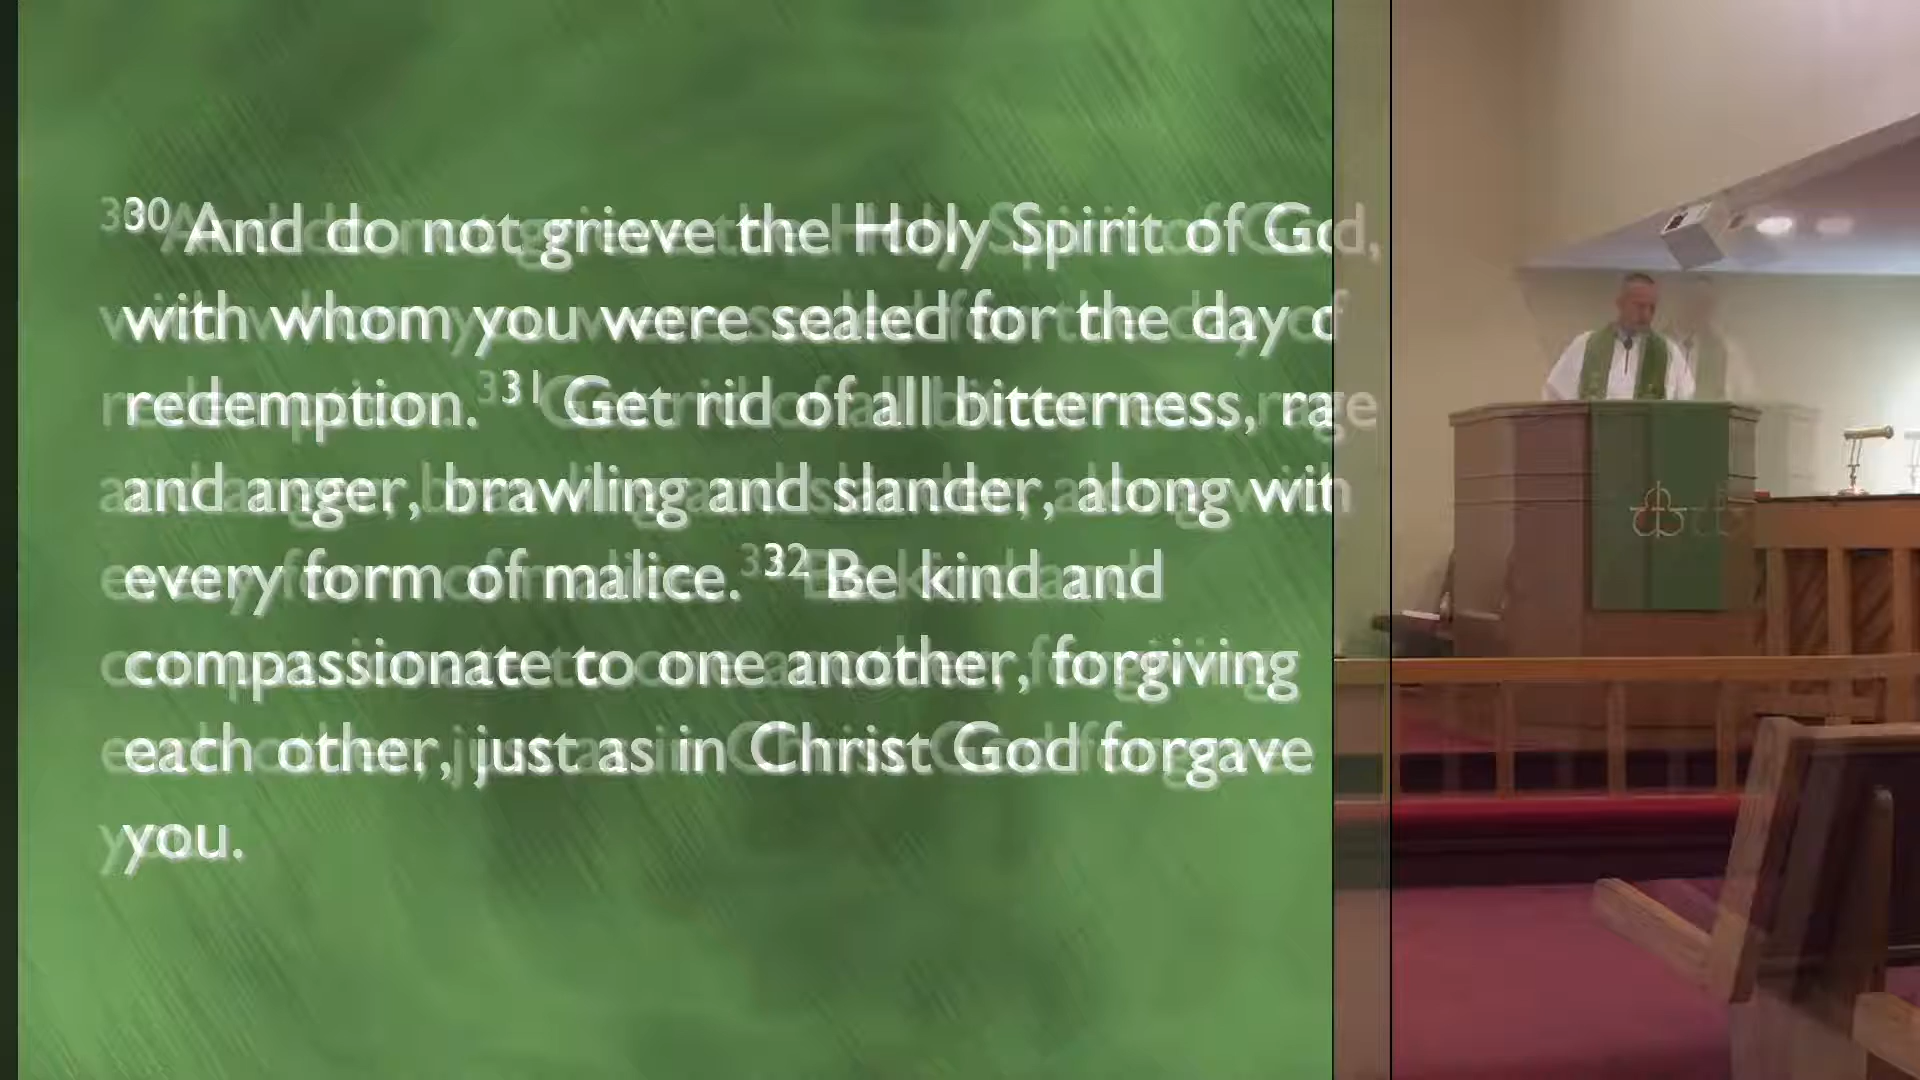 30 And do not grieve the Holy Spirit of God,
with whom you were sealed for the day of
redemption. 31 Get rid of all bitterness, rage
and anger, brawling and slander, along with
every form of malice. 32 Be kind and
compassionate to one another, forgiving
each other, just as in Christ God forgave
you.